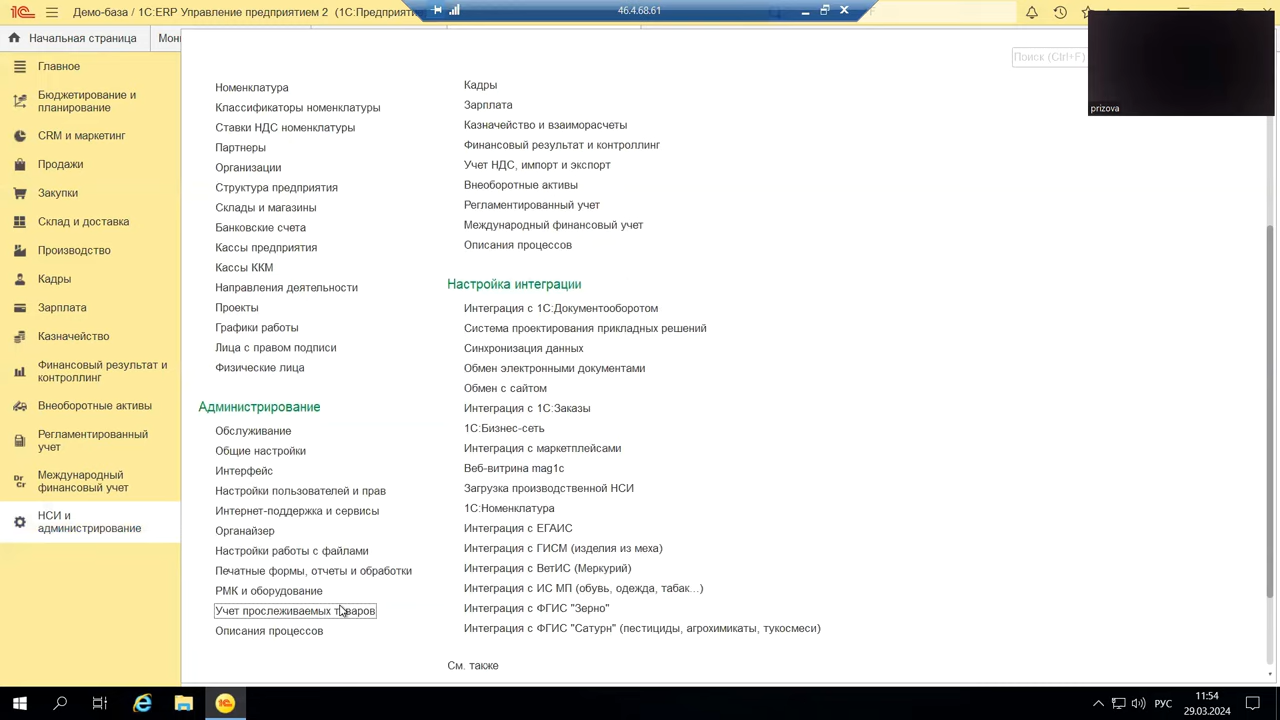 Демо-база / 1С:ERP Управление предприятием 2 (1С:Предприяти
46.4.68.61
Начальная страница
Мони
Поиск (Ctrl+F)
prizova
Главное
Бюджетирование и
планирование
CRM и маркетинг
Продажи
Закупки
Склад и доставка
Производство
Кадры
Зарплата
Казначейство
Финансовый результат и
контроллинг
Внеоборотные активы
Регламентированный
учет
Международный
финансовый учет
НСИ и
администрирование
Номенклатура
Классификаторы номенклатуры
Ставки НДС номенклатуры
Партнеры
Организации
Структура предприятия
Склады и магазины
Банковские счета
Кассы предприятия
Кассы ККМ
Направления деятельности
Проекты
Графики работы
Лица с правом подписи
Физические лица
Администрирование
Обслуживание
Общие настройки
Интерфейс
Настройки пользователей и прав
Интернет-поддержка и сервисы
Органайзер
Настройки работы с файлами
Печатные формы, отчеты и обработки
РМК и оборудование
Учет прослеживаемых товаров
Описания процессов
Кадры
Зарплата
Казначейство и взаиморасчеты
Финансовый результат и контроллинг
Учет НДС, импорт и экспорт
Внеоборотные активы
Регламентированный учет
Международный финансовый учет
Описания процессов
Настройка интеграции
Интеграция с 1С:Документооборотом
Система проектирования прикладных решений
Синхронизация данных
Обмен электронными документами
Обмен с сайтом
Интеграция с 1С:Заказы
1С:Бизнес-сеть
Интеграция с маркетплейсами
Веб-витрина mag1c
Загрузка производственной НСИ
1С:Номенклатура
Интеграция с ЕГАИС
Интеграция с ГИСМ (изделия из меха)
Интеграция с ВетИС (Меркурий)
Интеграция с ИС МП (обувь, одежда, табак...)
Интеграция с ФГИС "Зерно"
Интеграция с ФГИС "Сатурн" (пестициды, агрохимикаты, тукосмеси)
См. также
РУС
11:54
29.03.2024